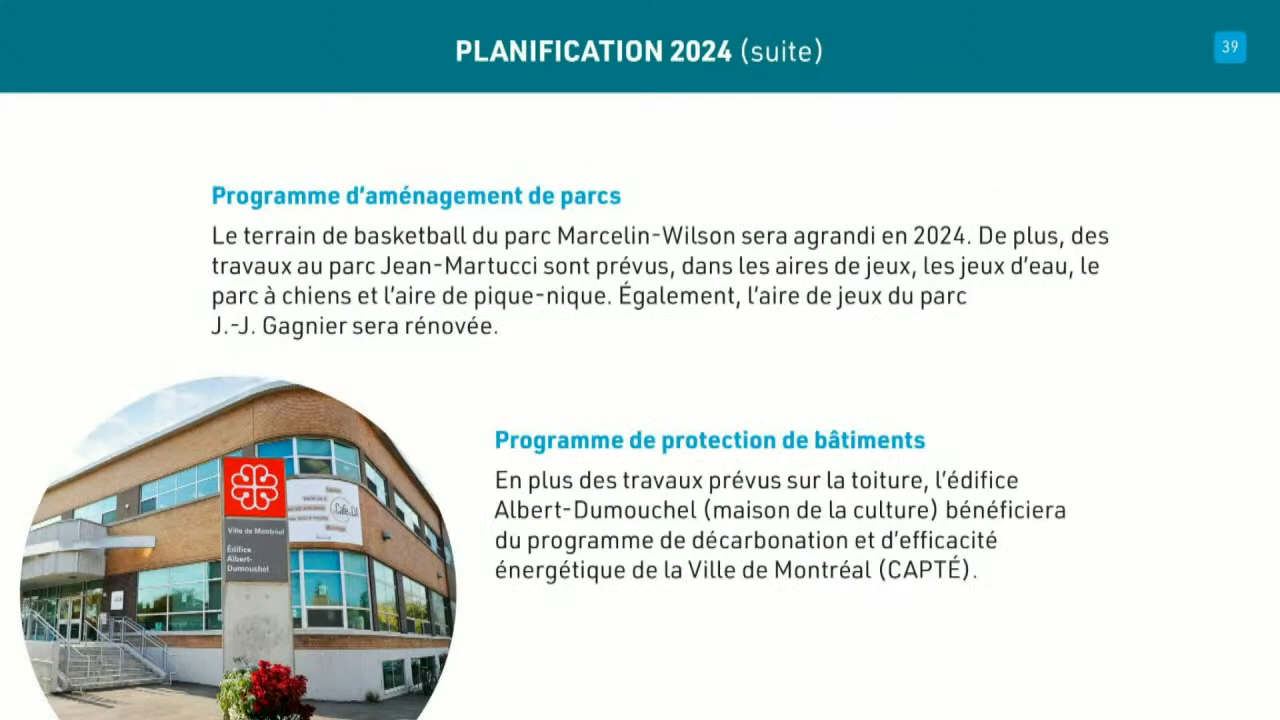 PLANIFICATION 2024 (suite)
39
Programme d'aménagement de parcs
Le terrain de basketball du parc Marcelin-Wilson sera agrandi en 2024. De plus, des
travaux au parc Jean-Martucci sont prévus, dans les aires de jeux, les jeux d'eau, le
parc à chiens et l'aire de pique-nique. Également, l'aire de jeux du parc
J.-J. Gagnier sera rénovée.
Programme de protection de bâtiments
En plus des travaux prévus sur la toiture, l'édifice
Albert-Dumouchel (maison de la culture) bénéficiera
du programme de décarbonation et d'efficacité
énergétique de la Ville de Montréal (CAPTÉ).
Ville de Montréal
Édifice
Albert-
Dumouchel